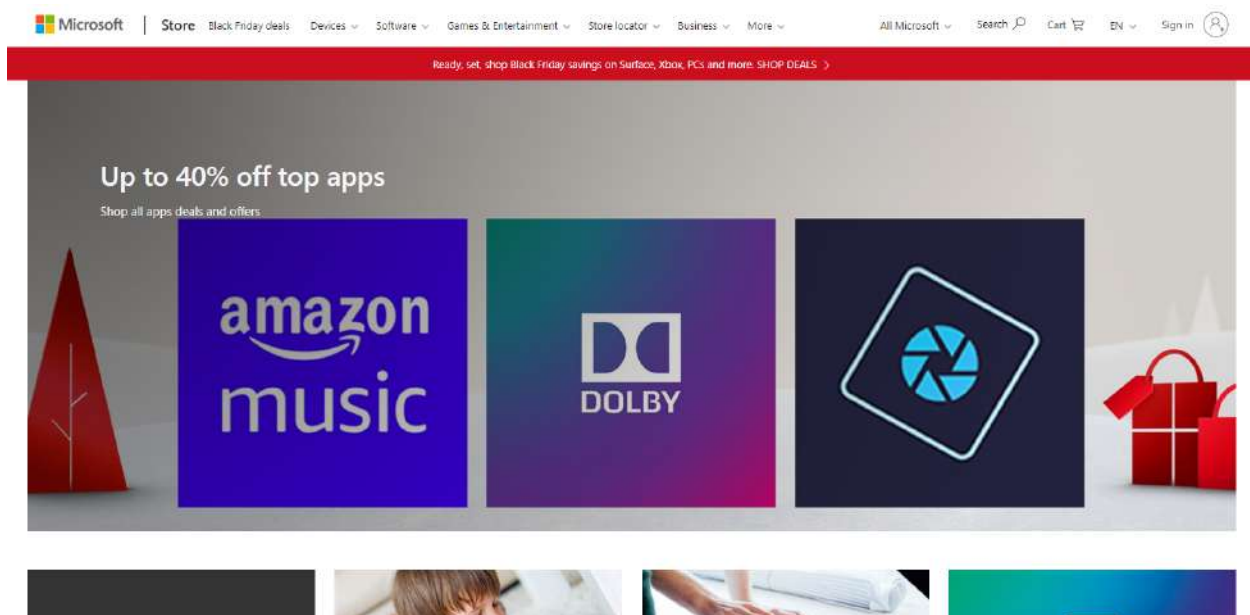 Microsoft | Store Black Friday deals Devices Software Games & Entertainment Store locator Business More All Microsoft Search Cart EN Sign in
Ready, set, shop Black Friday savings on Surface, Xbox, PCs and more. SHOP DEALS >
Up to 40% off top apps
Shop all apps deals and offers
amazon
music
DOLBY